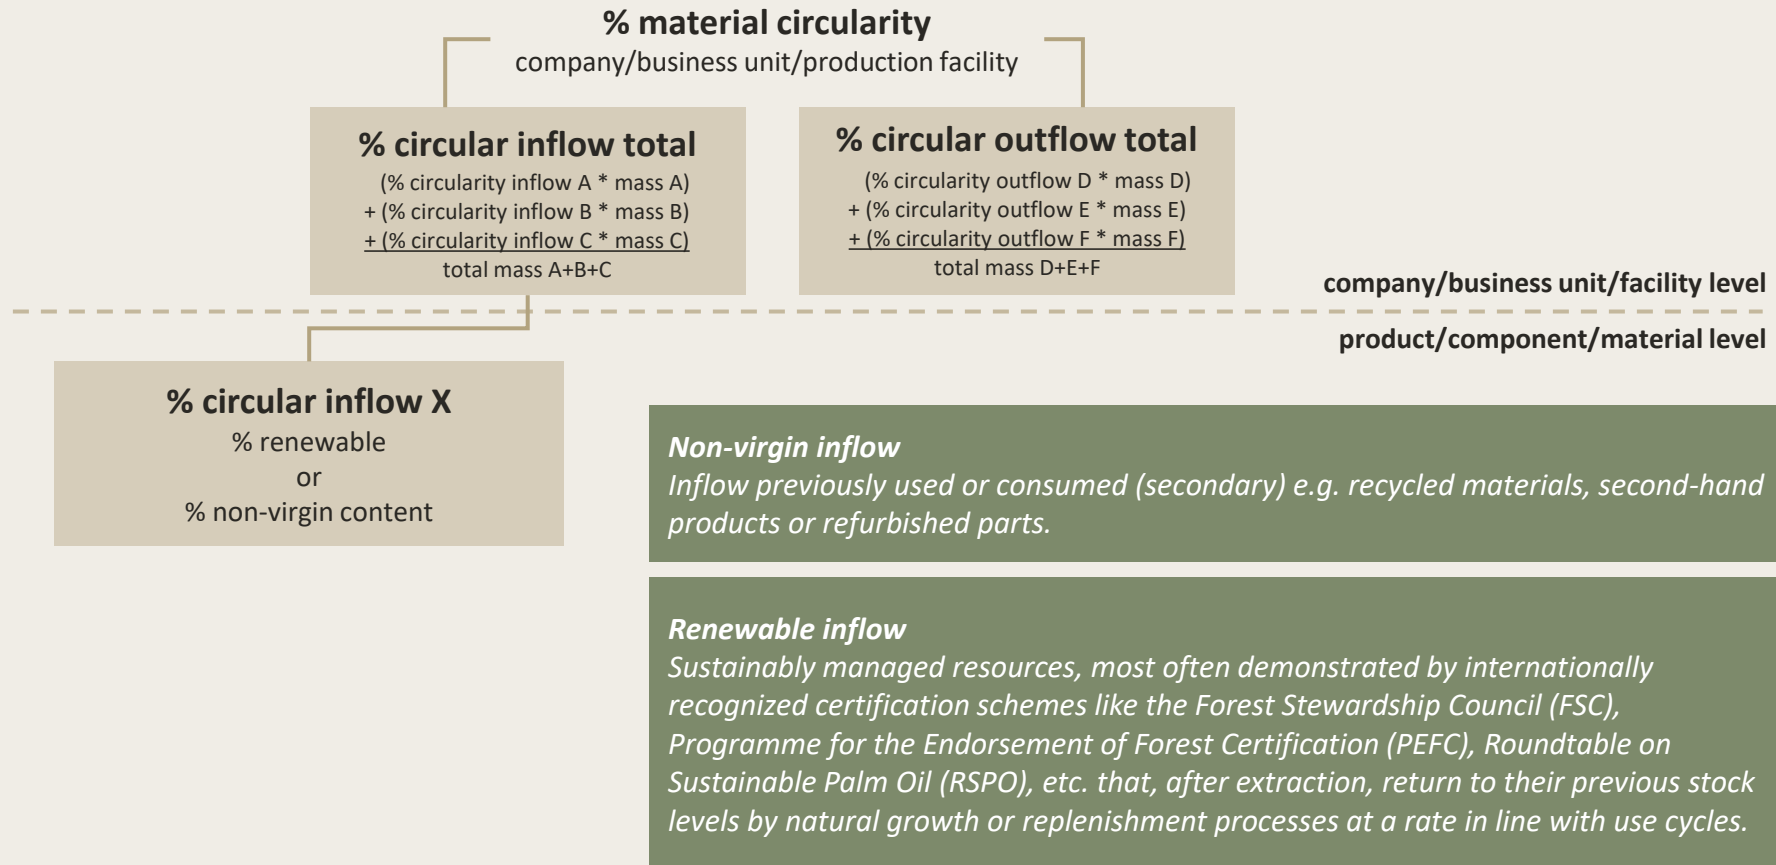 % material circularity
company/business unit/production facility
% circular inflow total
(% circularity inflow A * mass A)
+ (% circularity inflow B * mass B)
+ (% circularity inflow C * mass C)
total mass A+B+C
% circular outflow total
(% circularity outflow D * mass D)
+ (% circularity outflow E * mass E)
+ (% circularity outflow F * mass F)
total mass D+E+F
company/business unit/facility level
product/component/material level
% circular inflow X
% renewable
or
% non-virgin content
Non-virgin inflow
Inflow previously used or consumed (secondary) e.g. recycled materials, second-hand
products or refurbished parts.
Renewable inflow
Sustainably managed resources, most often demonstrated by internationally
recognized certification schemes like the Forest Stewardship Council (FSC),
Programme for the Endorsement of Forest Certification (PEFC), Roundtable on
Sustainable Palm Oil (RSPO), etc. that, after extraction, return to their previous stock
levels by natural growth or replenishment processes at a rate in line with use cycles.